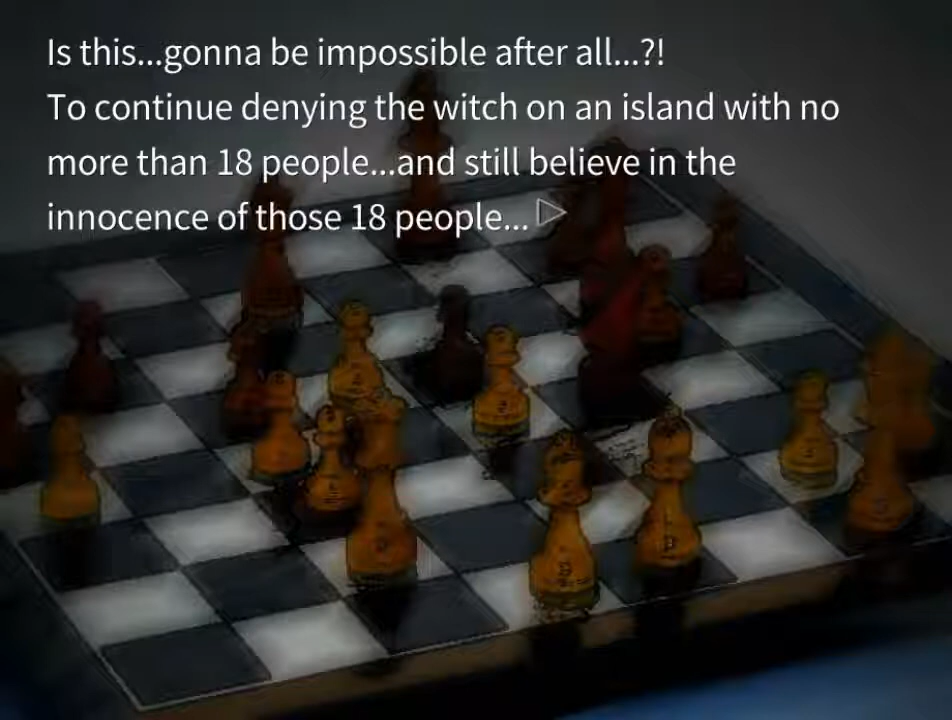 Is this...gonna be impossible after all...?!
To continue denying the witch on an island with no
more than 18 people...and still believe in the
innocence of those 18 people...